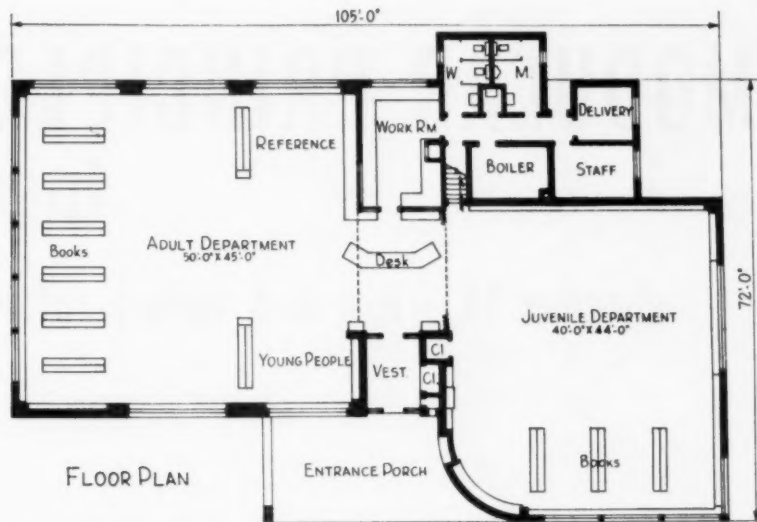 105'-0"
W.
M.
DELIVERY
WORK RM
REFERENCE
BOILER
STAFF
ADULT DEPARTMENT
50'-0" X 45'-0"
Books
Desk
72'-0"
JUVENILE DEPARTMENT
40'-0" X 44'-0"
YOUNG PEOPLE
VEST.
Cl.
Cl.
Books
FLOOR PLAN
ENTRANCE PORCH